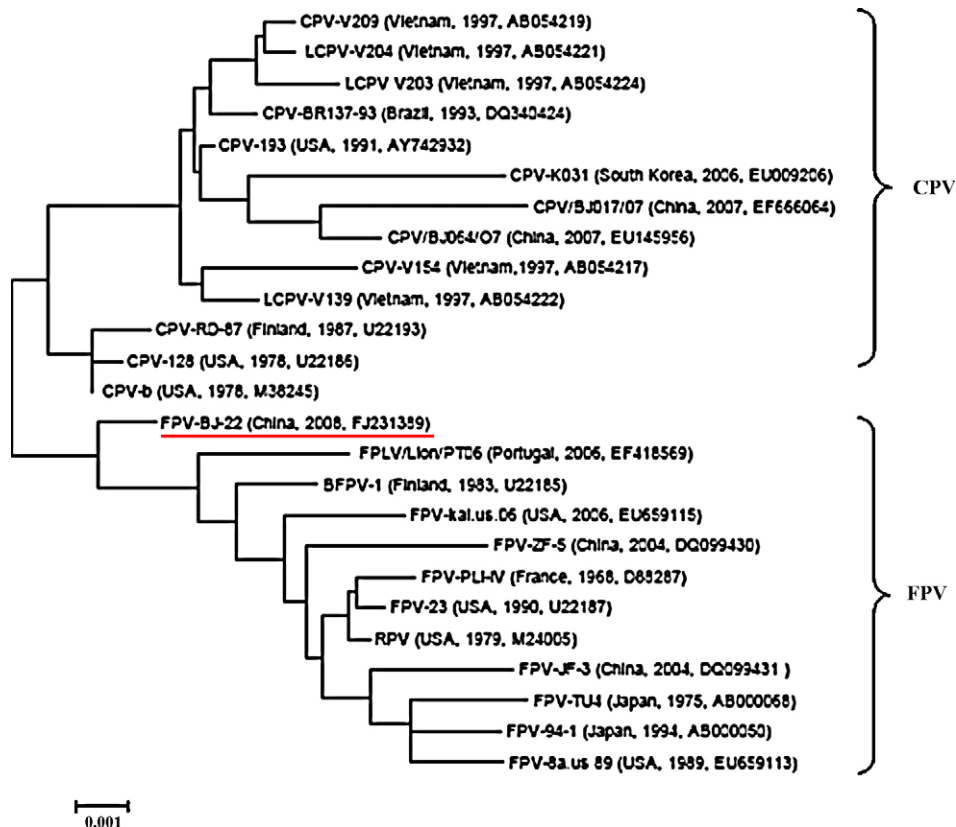 CPV-V209 (Vietnam, 1997, AB054219)
LCPV-V204 (Vietnam, 1997, AB054221)
LCPV V203 (Vietnam, 1997, AB054224)
CPV-BR137-93 (Brazil, 1993, DQ340424)
CPV-193 (USA, 1991, AY742932)
CPV-K031 (South Korea, 2006, EU009206)
CPV
CPV/BJ017/07 (China, 2007, EF666064)
CPV/BJ064/07 (China, 2007, EU145956)
CPV-V154 (Vietnam,1997, AB054217)
LCPV-V139 (Vietnam, 1997, AB054222)
CPV-RD-87 (Finland, 1987, U22193)
CPV-128 (USA, 1978, U22186)
CPV-b (USA, 1978, M38245)
FPV-BJ-22 (China, 2008, FJ231389)
FPLV/Lion/PT06 (Portugal, 2006, EF418569)
BFPV-1 (Finland, 1983, U22185)
FPV-kai.us.06 (USA, 2006, EU659115)
FPV-ZF-5 (China, 2004, DQ099430)
FPV-PLI-IV (France, 1968, D88287)
FPV
FPV-23 (USA, 1990, U22187)
RPV (USA, 1979, M24005)
FPV-JF-3 (China, 2004, DQ099431 )
FPV-TU4 (Japan, 1975, AB000068)
FPV-94-1 (Japan, 1994, AB000050)
FPV-8a.us 89 (USA, 1989, EU659113)
0.001